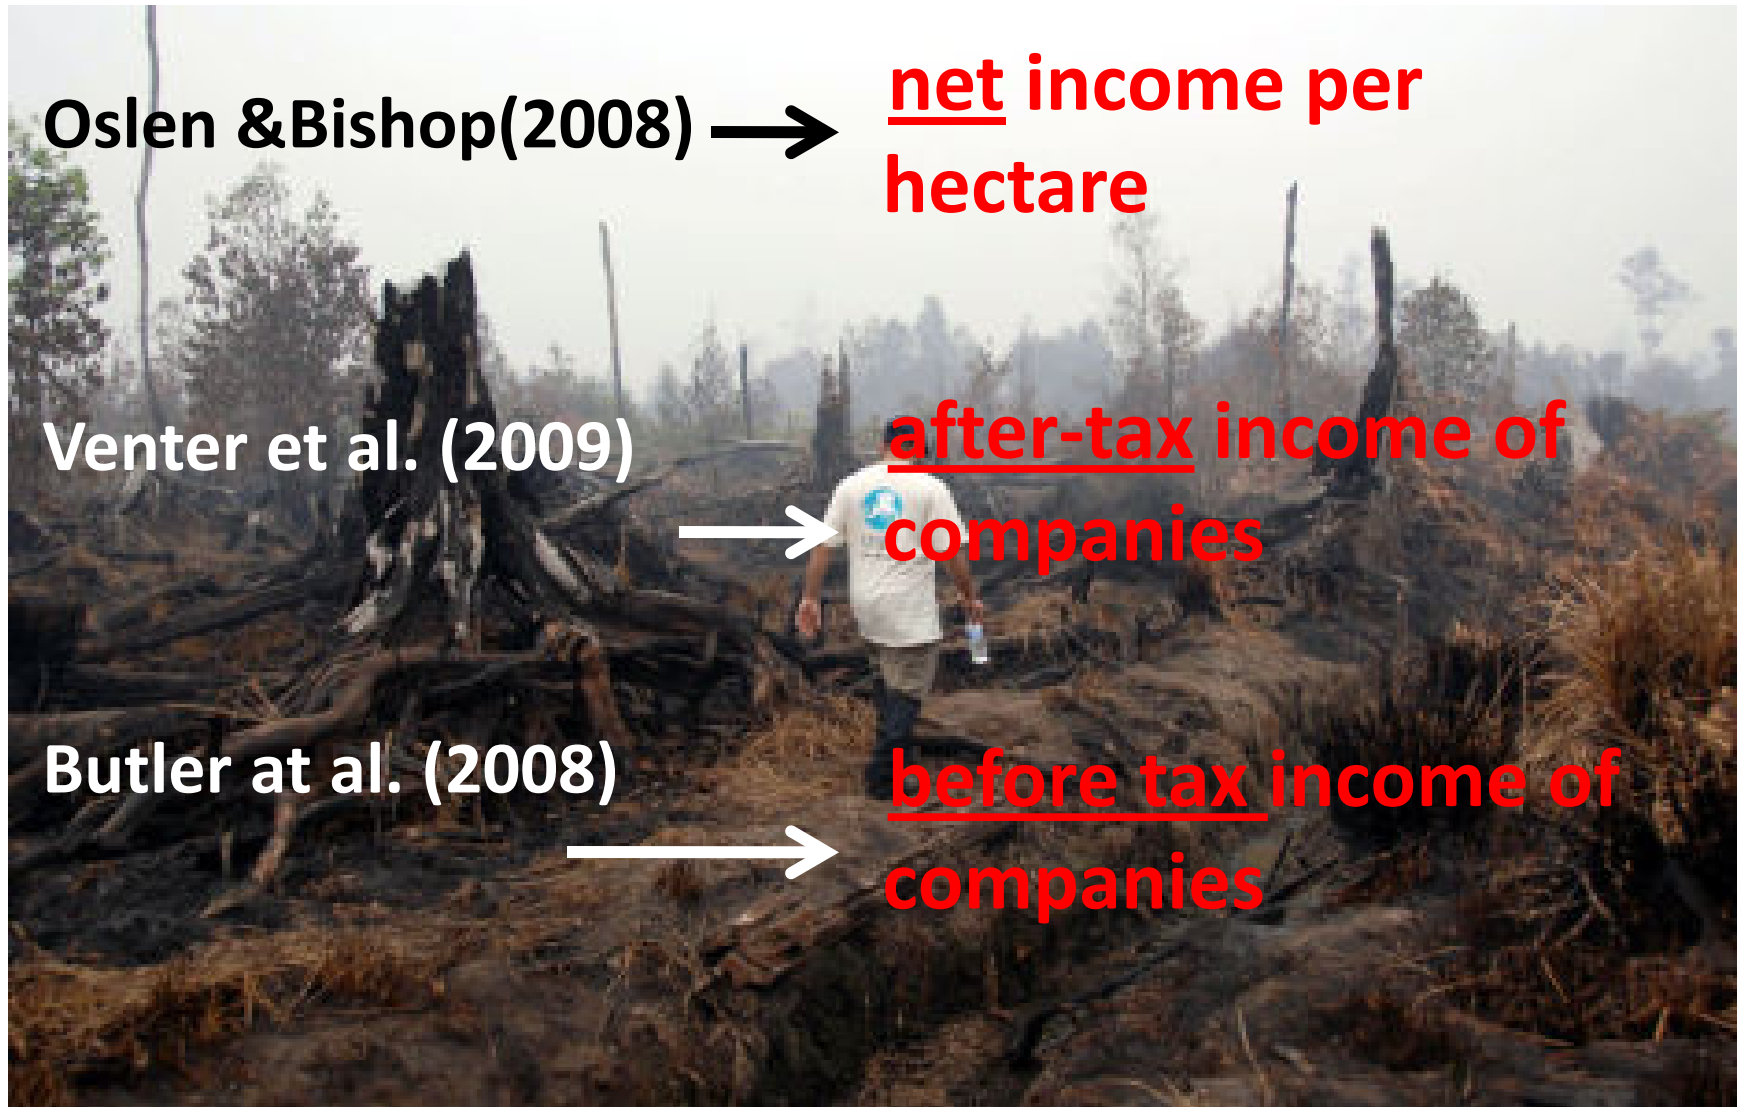 Oslen &Bishop(2008)
net income per
hectare
Venter et al. (2009)
after-tax income of
companies
Butler at al. (2008)
before tax income of
companies